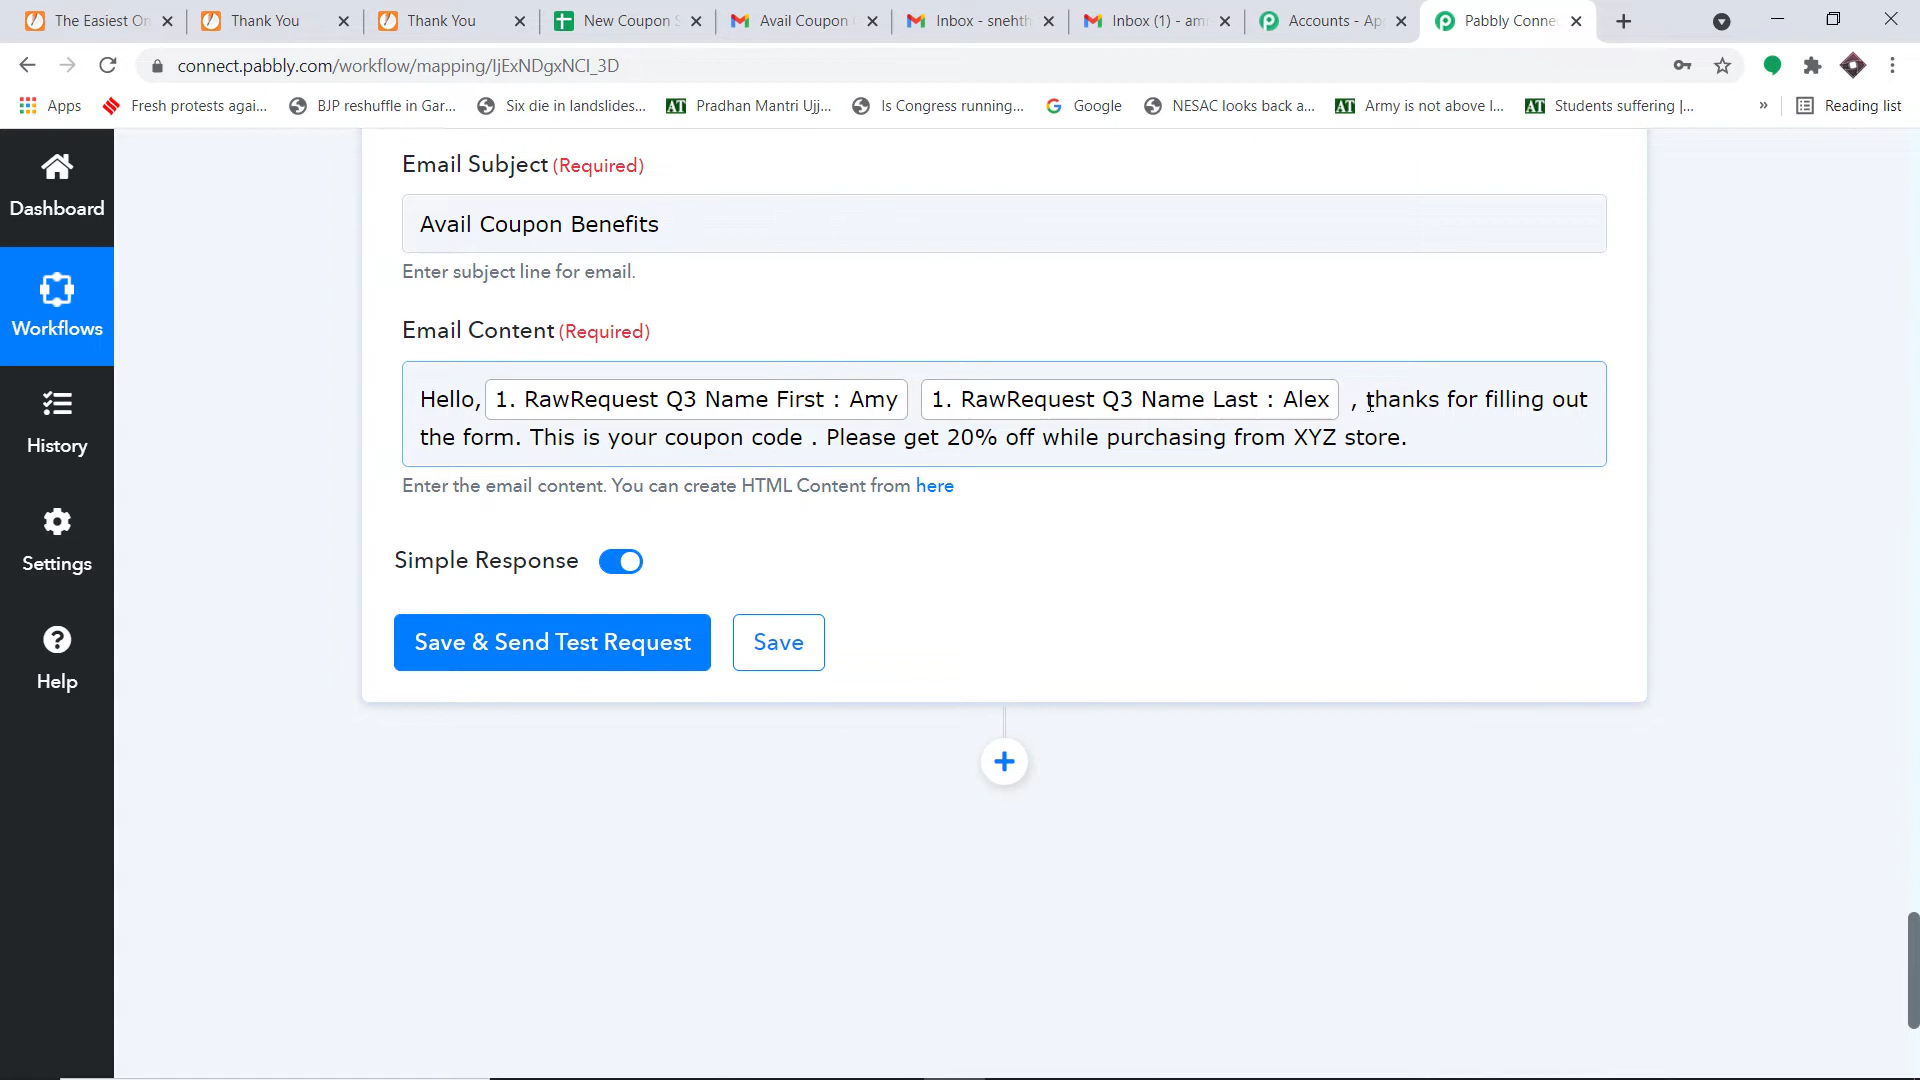 The Easiest On
Thank You
Thank You
New Coupon S
Avail Coupon
Inbox - snehth
Inbox (1) - am
Accounts - Ap
Pabbly Conne
connect.pabbly.com/workflow/mapping/IjExNDgxNCI_3D
Apps
Fresh protests agai...
BJP reshuffle in Gar...
Six die in landslides...
AT Pradhan Mantri Ujj...
Is Congress running...
Google
NESAC looks back a...
AT Army is not above l...
AT Students suffering |...
»
Reading list
Dashboard
Workflows
History
Settings
Help
Email Subject (Required)
Avail Coupon Benefits
Enter subject line for email.
Email Content (Required)
Hello, 1. RawRequest Q3 Name First : Amy 1. RawRequest Q3 Name Last : Alex , thanks for filling out
the form. This is your coupon code . Please get 20% off while purchasing from XYZ store.
Enter the email content. You can create HTML Content from here
Simple Response
Save & Send Test Request
Save